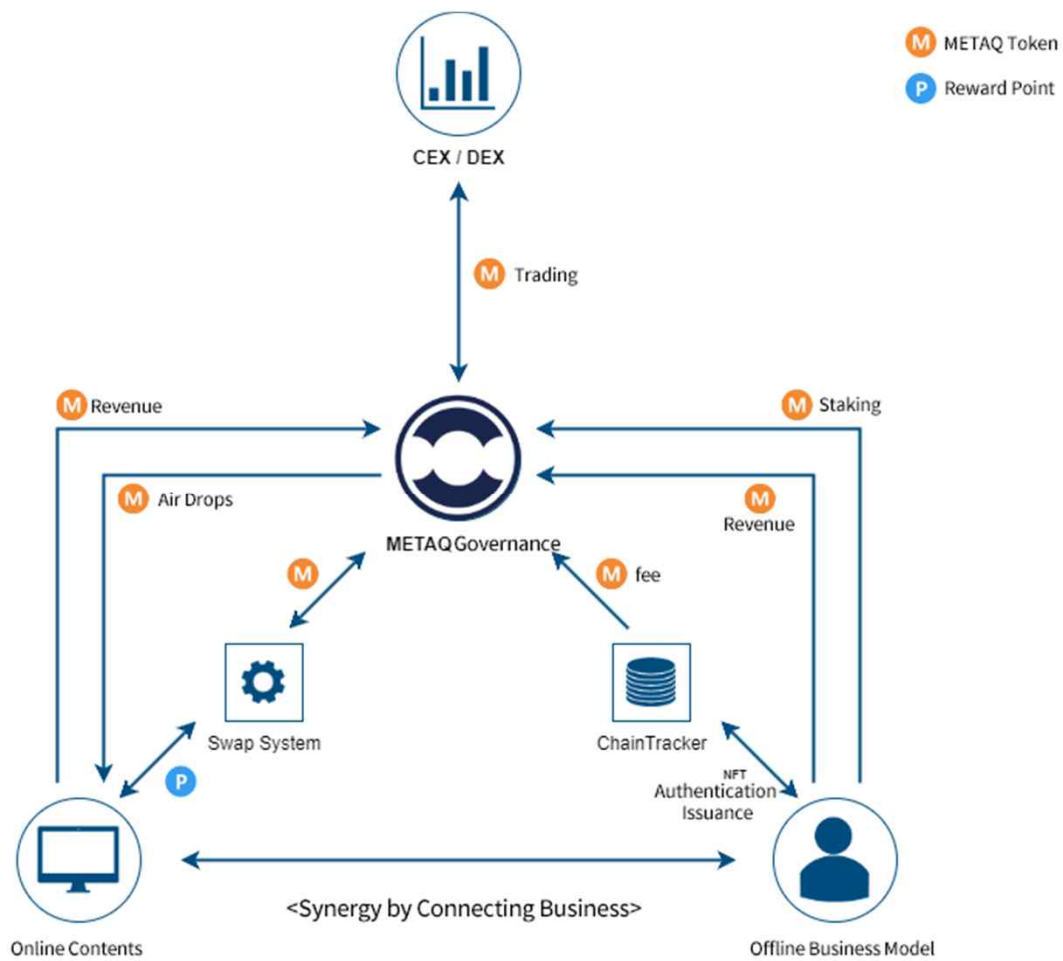 M METAQ Token
P Reward Point
CEX / DEX
M Trading
M Revenue
M Staking
M Air Drops
M
Revenue
METAQ Governance
M
M fee
Swap System
ChainTracker
P
NFT
Authentication
Issuance
<Synergy by Connecting Business>
Online Contents
Offline Business Model